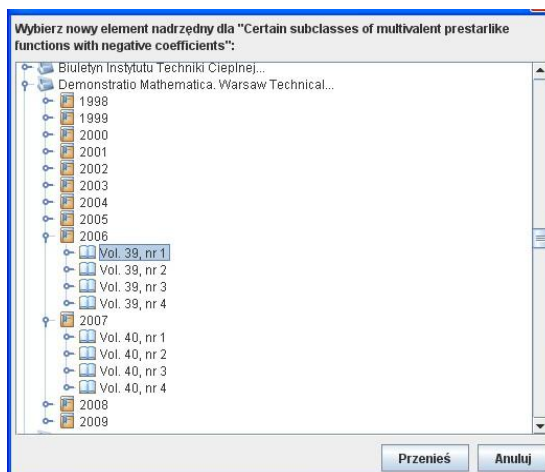 Wybierz nowy element nadrzędny dla "Certain subclasses of multivalent prestarlike
functions with negative coefficients":
Biuletyn Instytutu Techniki Cieplnej...
Demonstratio Mathematica. Warsaw Technical...
1998
1999
2000
2001
2002
2003
2004
2005
2006
Vol. 39, nr 1
Vol. 39, nr 2
Vol. 39, nr 3
Vol. 39, nr 4
2007
Vol. 40, nr 1
Vol. 40, nr 2
Vol. 40, nr 3
Vol. 40, nr 4
2008
2009
Przenieś Anuluj